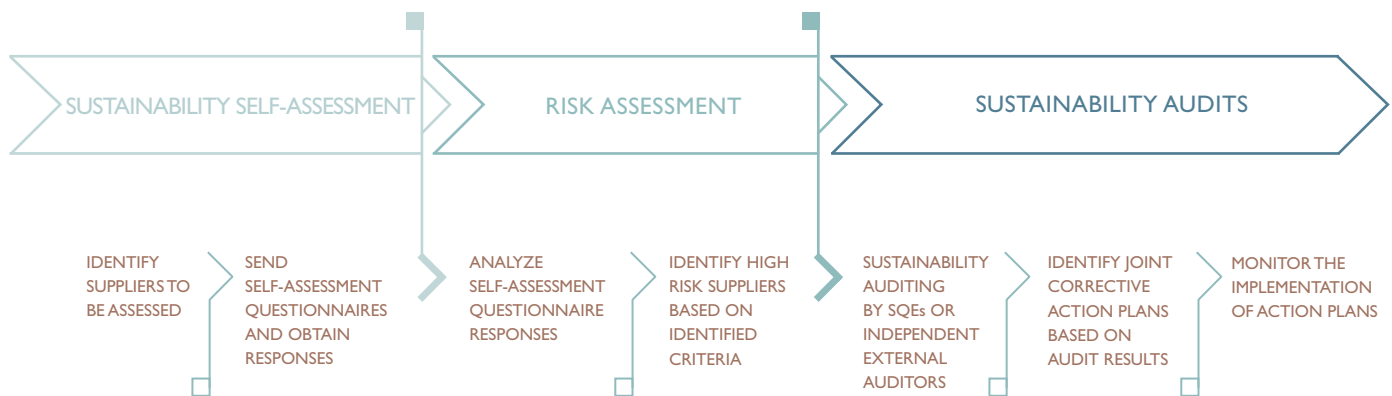 SUSTAINABILITY SELF-ASSESSMENT
RISK ASSESSMENT
SUSTAINABILITY AUDITS
IDENTIFY
SUPPLIERS TO
BE ASSESSED
SEND
SELF-ASSESSMENT
QUESTIONNAIRES
AND OBTAIN
RESPONSES
ANALYZE
SELF-ASSESSMENT
QUESTIONNAIRE
RESPONSES
IDENTIFY HIGH
RISK SUPPLIERS
BASED ON
IDENTIFIED
CRITERIA
SUSTAINABILITY
AUDITING
BY SQEs OR
INDEPENDENT
EXTERNAL
AUDITORS
IDENTIFY JOINT
CORRECTIVE
ACTION PLANS
BASED ON
AUDIT RESULTS
MONITOR THE
IMPLEMENTATION
OF ACTION PLANS